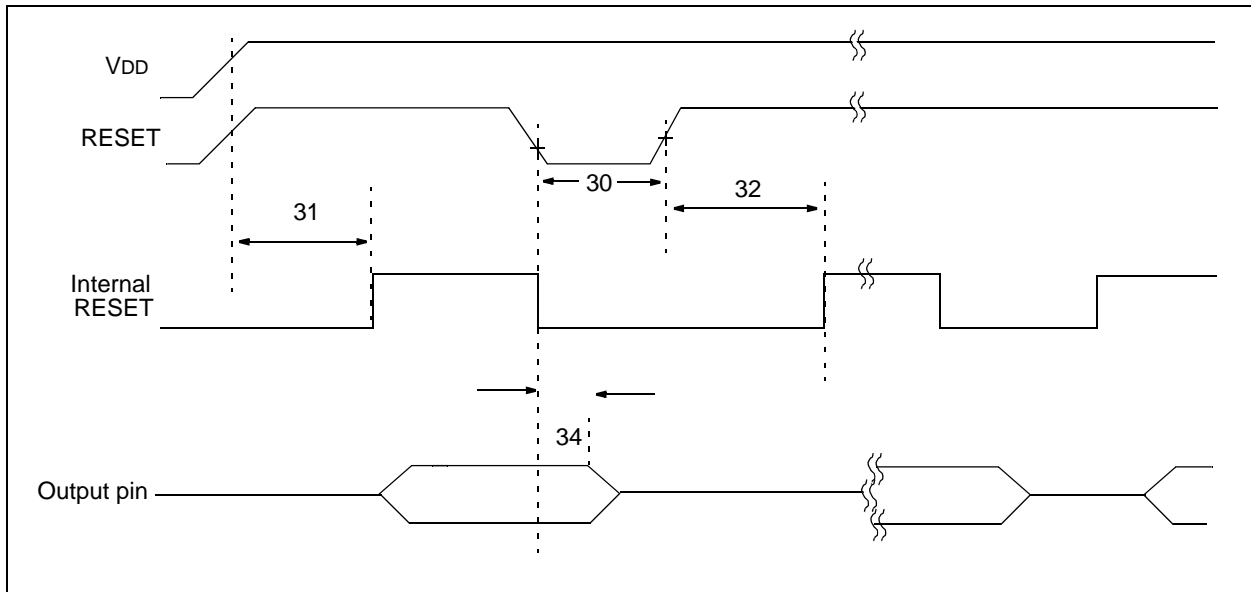 VDD
RESET
30
32
31
Internal
RESET
34
Output pin